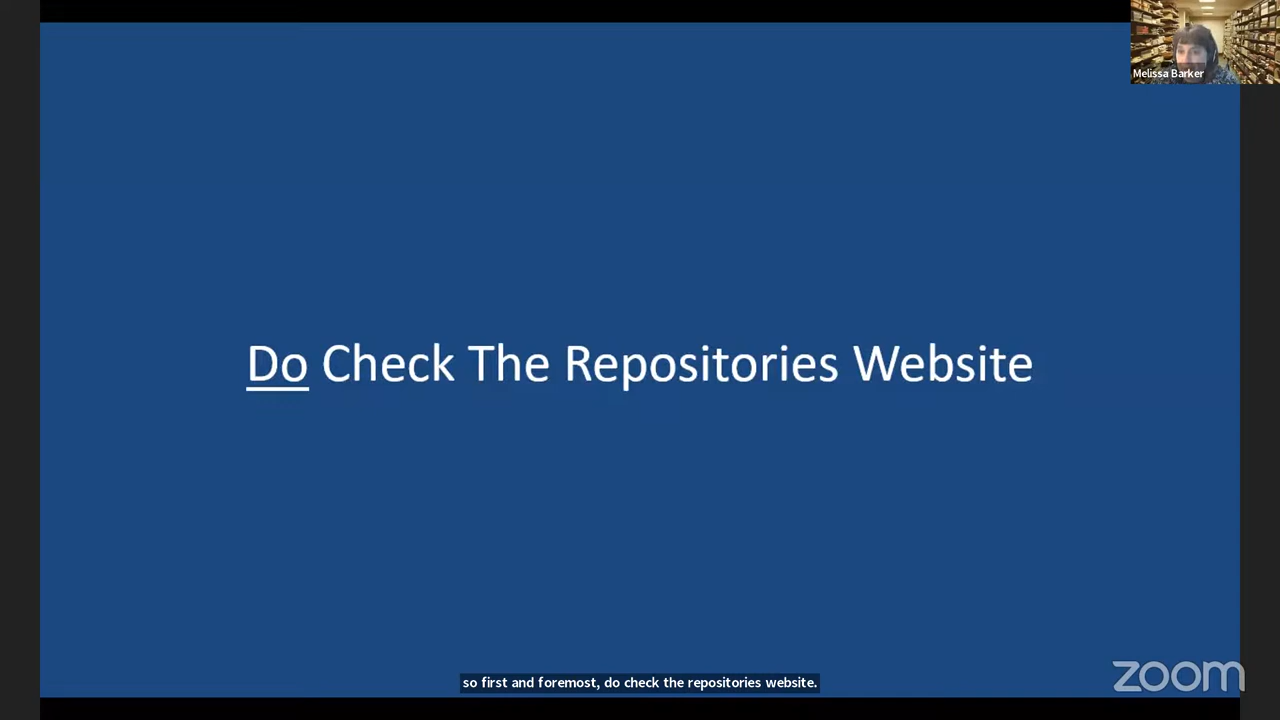 Melissa Barker
Do Check The Repositories Website
so first and foremost, do check the repositories website.
zoom